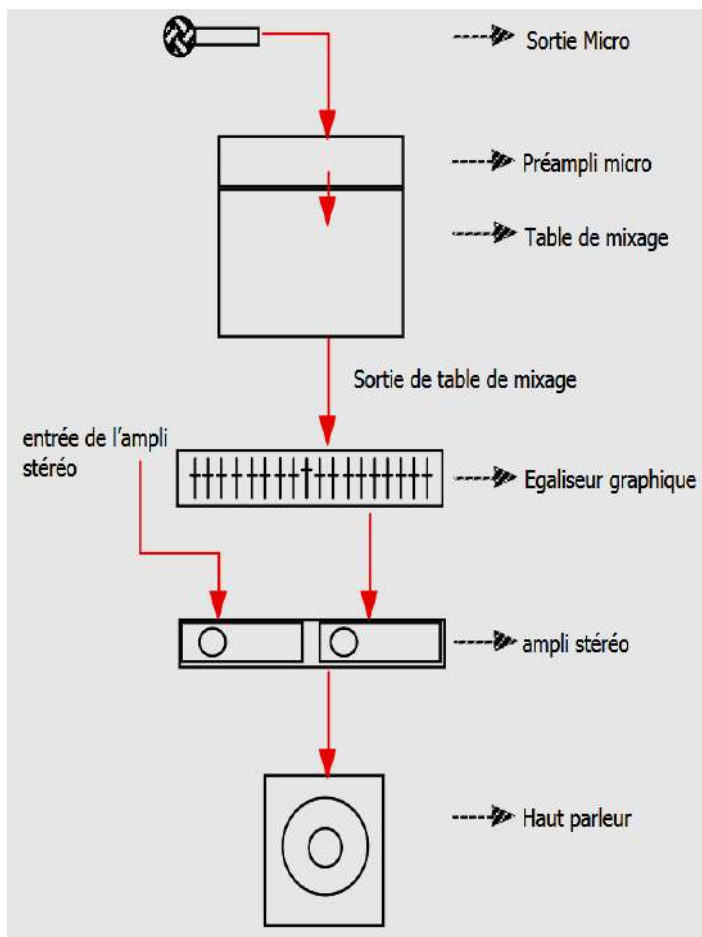 Sortie Micro
Préampli micro
Table de mixage
Sortie de table de mixage
entrée de l'ampli
stéréo
Egaliseur graphique
ampli stéréo
Haut parleur